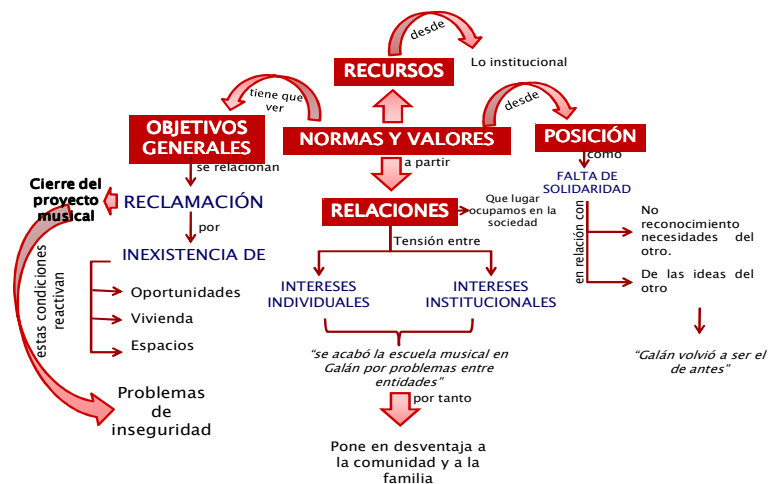 desde
Lo institucional
RECURSOS
tiene que
ver
desde
OBJETIVOS
GENERALES
NORMAS Y VALORES
POSICIÓN
se relacionan
a partir
como
Cierre del
proyecto
musical
RECLAMACIÓN
RELACIONES
Que lugar
ocupamos en la
sociedad
FALTA DE
SOLIDARIDAD
por
Tensión entre
en relación con
No
reconocimiento
necesidades del
otro.
INEXISTENCIA DE
De las ideas del
otro
estas condiciones
reactivan
Oportunidades
Vivienda
Espacios
INTERESES
INDIVIDUALES
INTERESES
INSTITUCIONALES
“se acabó la escuela musical en
Galán por problemas entre
entidades”
“Galán volvió a ser el
de antes”
por tanto
Problemas
de
inseguridad
Pone en desventaja a
la comunidad y a la
familia